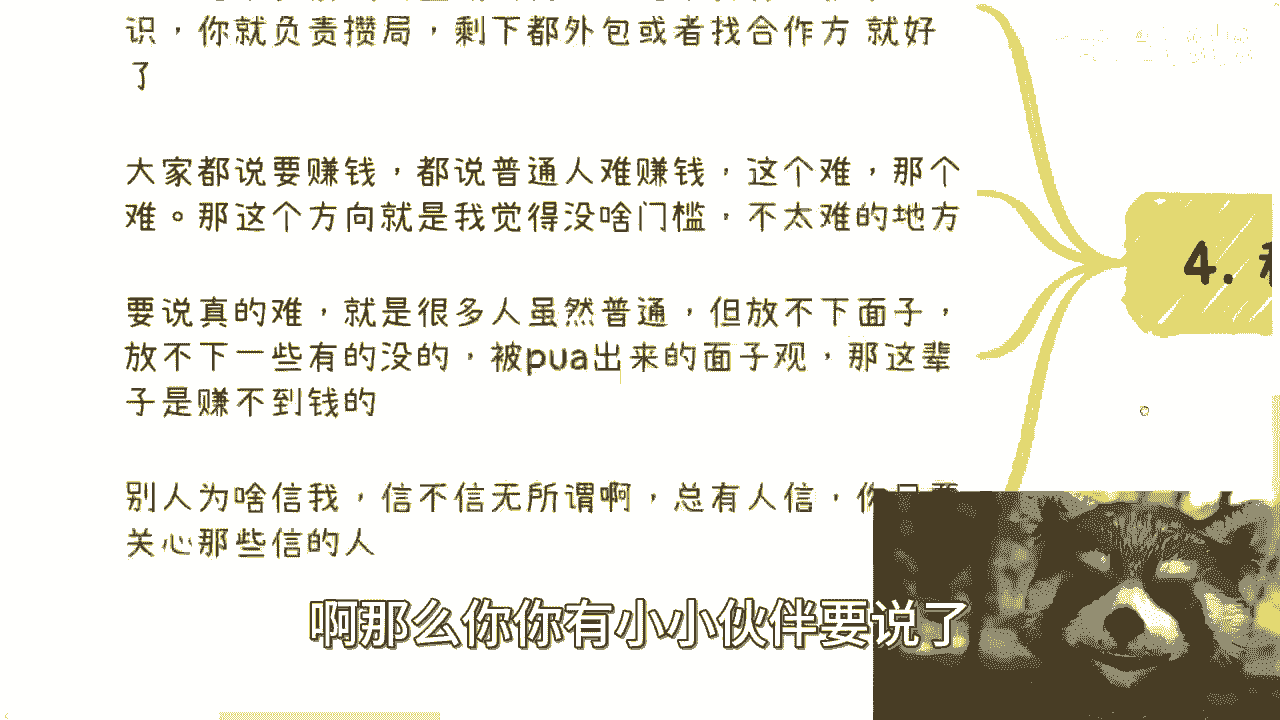 识，你就负责攒局，剩下都外包或者找合作方 就好
了
大家都说要赚钱，都说普通人难赚钱，这个难，那个
难。那这个方向就是我觉得没啥门槛，不太难的地方
要说真的难，就是很多人虽然普通，但放不下面子，
放不下一些有的没的，被pua出来的面子观，那这辈
子是赚不到钱的
别人为啥信我，信不信无所谓啊，总有人信，你只要
关心那些信的人
4.
啊那么你你有小小伙伴要说了